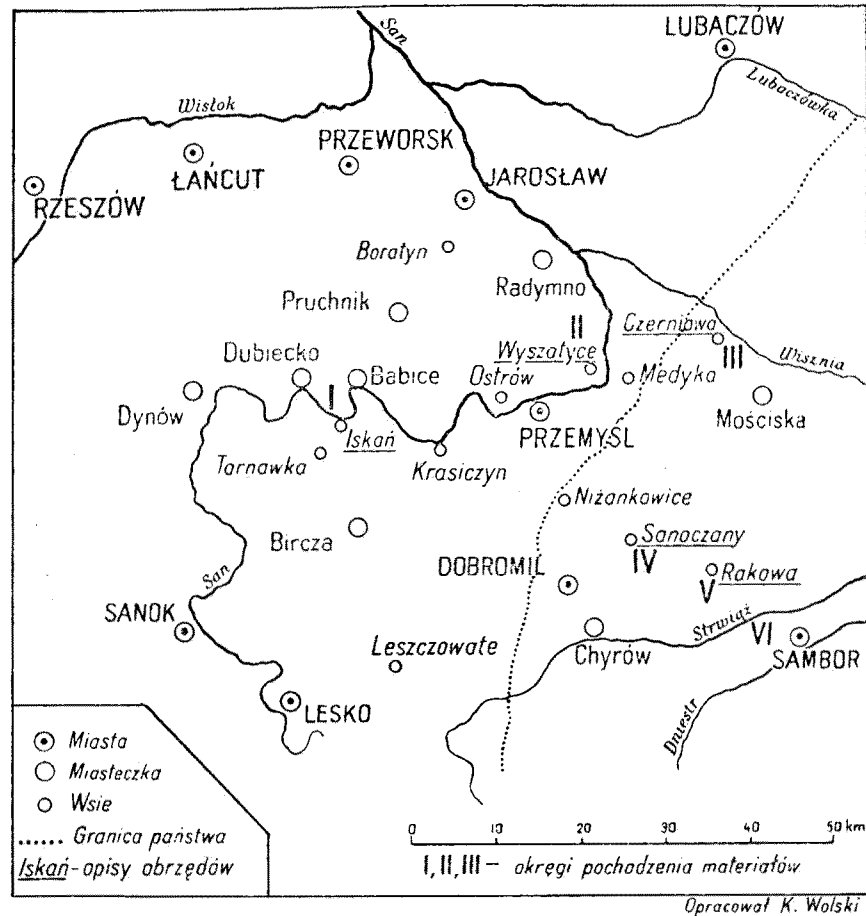 San
LUBACZÓW
Lubaczówka
Wisłok
PRZEWORSK
ŁAŃCUT
JAROSŁAW
RZESZÓW
Boratyn
Radymno
Pruchnik
II
Czerniawa
III
Wisznia
Dubiecko
Wyszatyce
Babice
Ostrów
Medyka
Dynów
I
Mościska
PRZEMYŚL
Iskań
Tarnawka
Krasiczyn
Niżankowice
Bircza
Sanoczany
IV
DOBROMIL
Rakowa
V
San
SANOK
Strwiąż
VI
Chyrów
SAMBOR
Leszczowate
LESKO
Dniestr
Miasta
Miasteczka
Wsie
Granica państwa
Iskań-opisy obrzędów
0 10 20 30 40 50 km
I, II, III — okręgi pochodzenia materiałów
Opracował K. Wolski